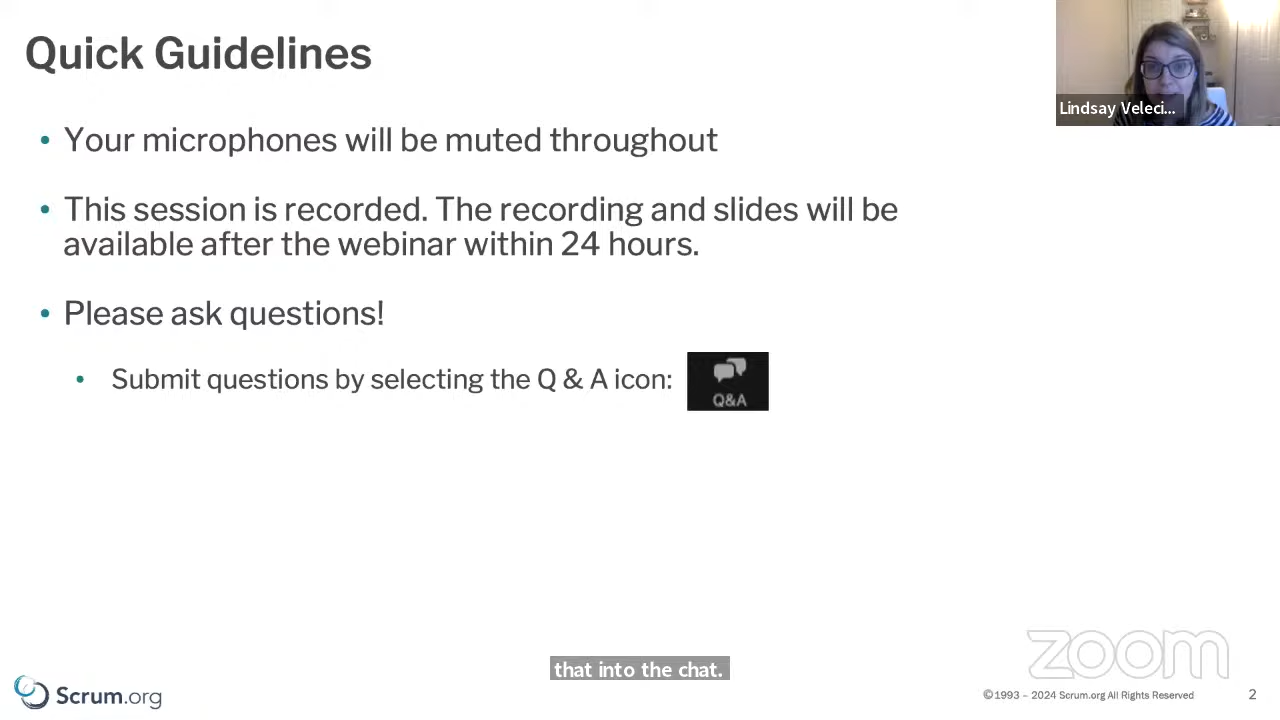 Quick Guidelines
Lindsay Veleci...
• Your microphones will be muted throughout
• This session is recorded. The recording and slides will be
available after the webinar within 24 hours.
• Please ask questions!
• Submit questions by selecting the Q & A icon:
Q&A
zoom
that into the chat.
Scrum.org
©1993 – 2024 Scrum.org All Rights Reserved
2